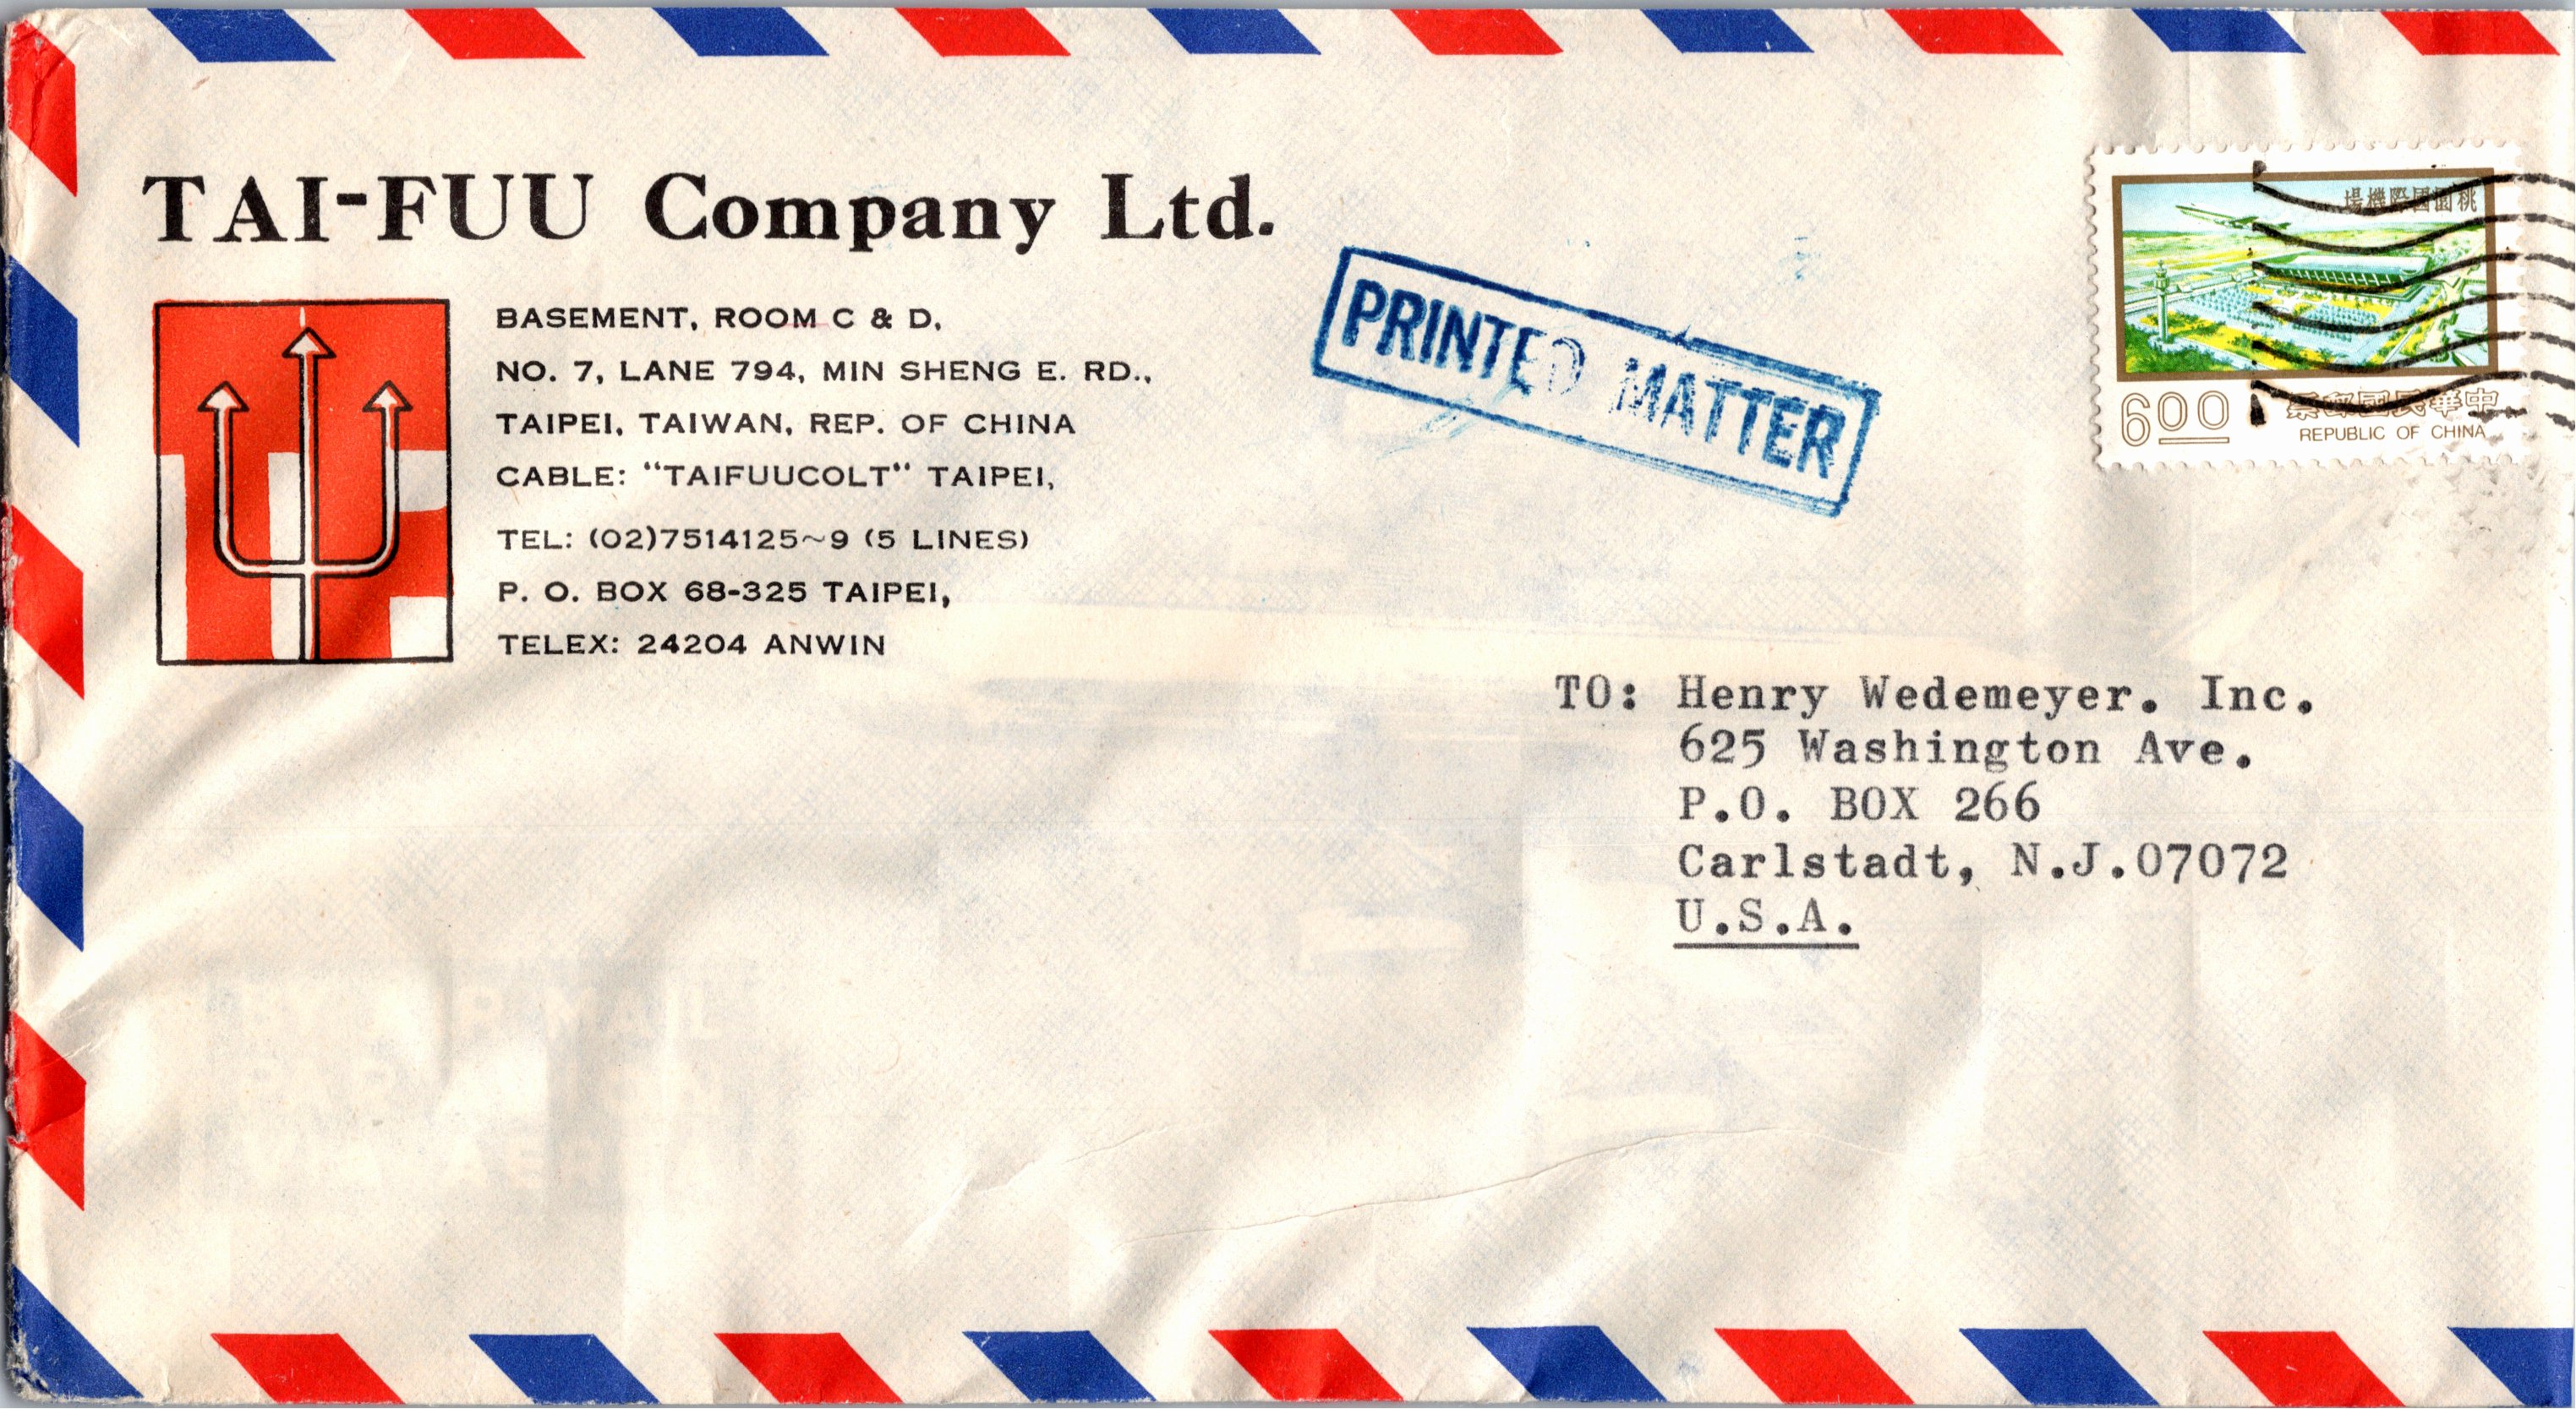 TAI-FUU Company Ltd.
BASEMENT, ROOM C & D,
NO. 7, LANE 794, MIN SHENG E. RD.,
TAIPEI, TAIWAN, REP. OF CHINA
CABLE: "TAIFUUCOLT" TAIPEI,
TEL: (02)7514125~9 (5 LINES)
P. O. BOX 68-325 TAIPEI,
TELEX: 24204 ANWIN
PRINTED MATTER
場機際國園桃
600
票郵國民華中
REPUBLIC OF CHINA
TO: Henry Wedemeyer. Inc.
625 Washington Ave.
P.O. BOX 266
Carlstadt, N.J.07072
U.S.A.